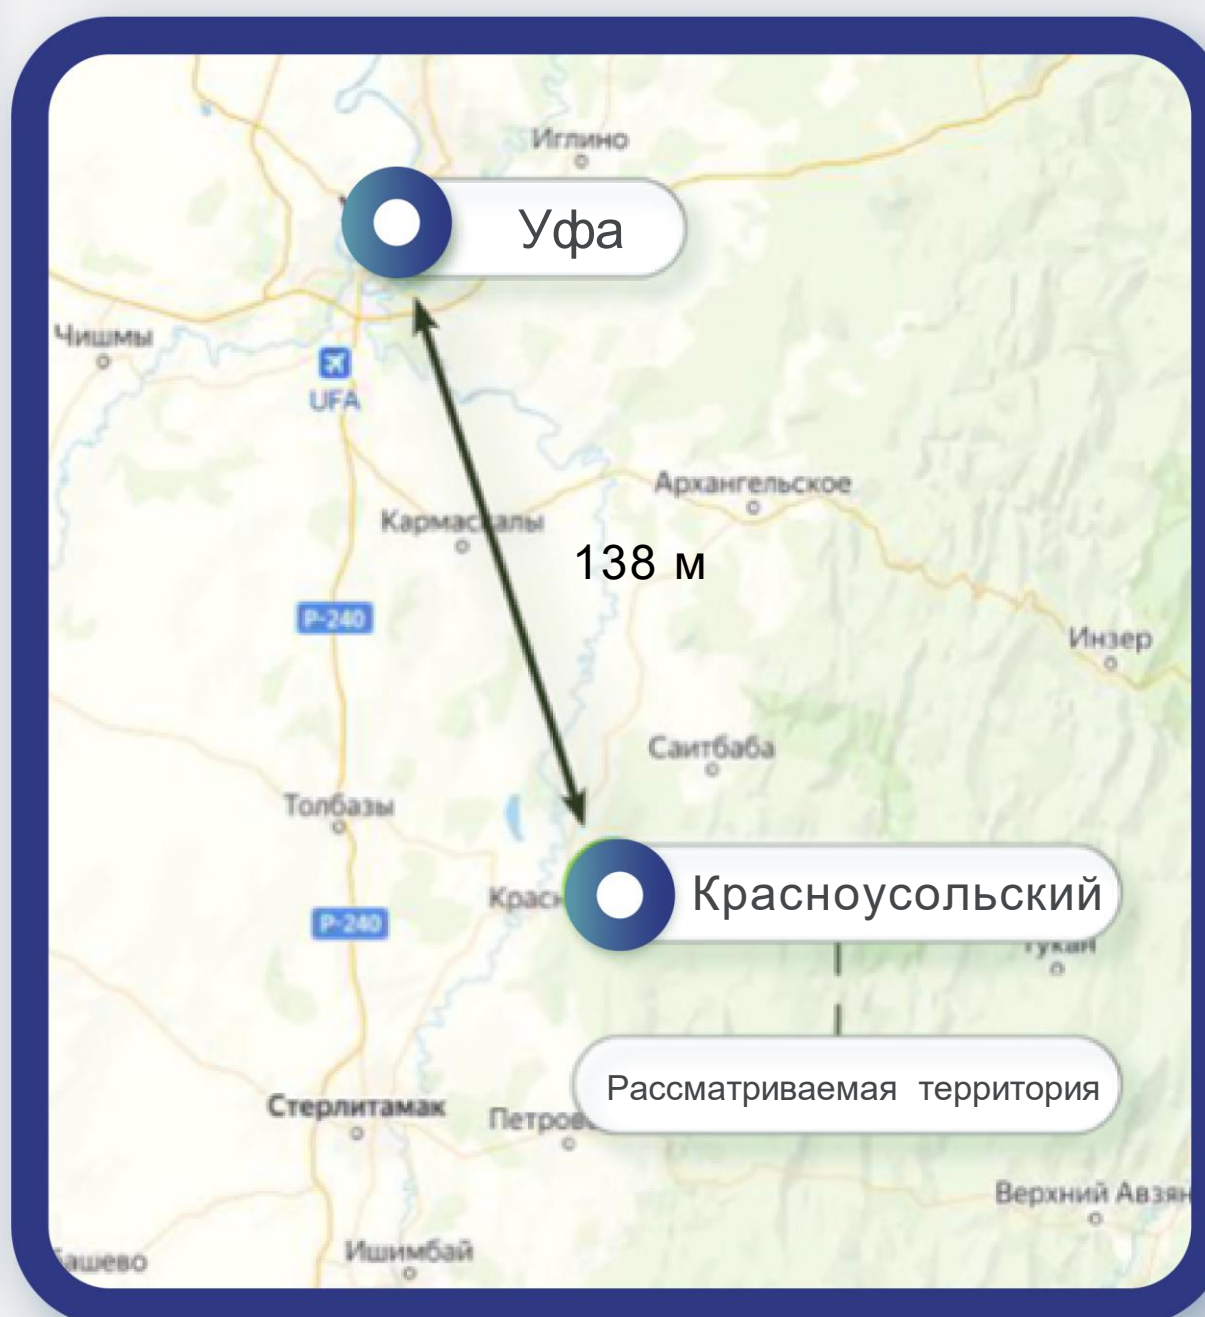 Иглино
Уфа
Чишмы
UFA
Архангельское
Кармаскалы
138 м
Р-240
Инзер
Саитбаба
Толбазы
Красноусольский
Р-240
Тукан
Рассматриваемая территория
Стерлитамак
Верхний Авзян
Ишимбай